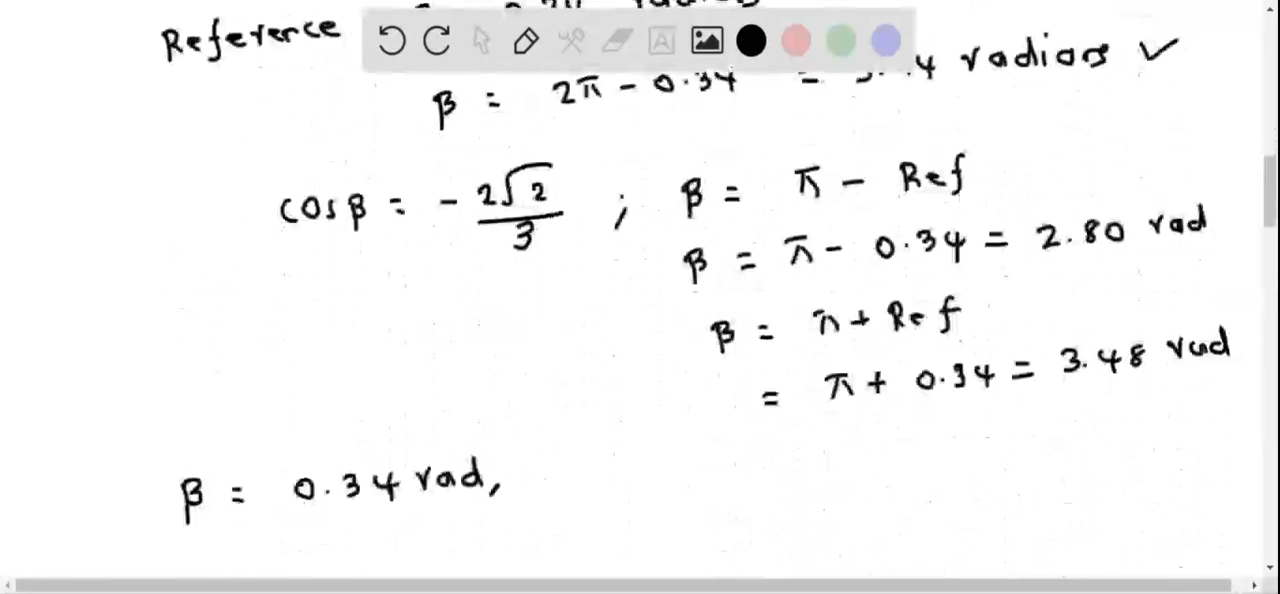 Reference
β = 2π - 0.34 = radians ✓
cosβ = - 2√2/3 ; β = π - Ref
β = π - 0.34 = 2.80 rad
β = π + Ref
= π + 0.34 = 3.48 rad
β = 0.34 rad,